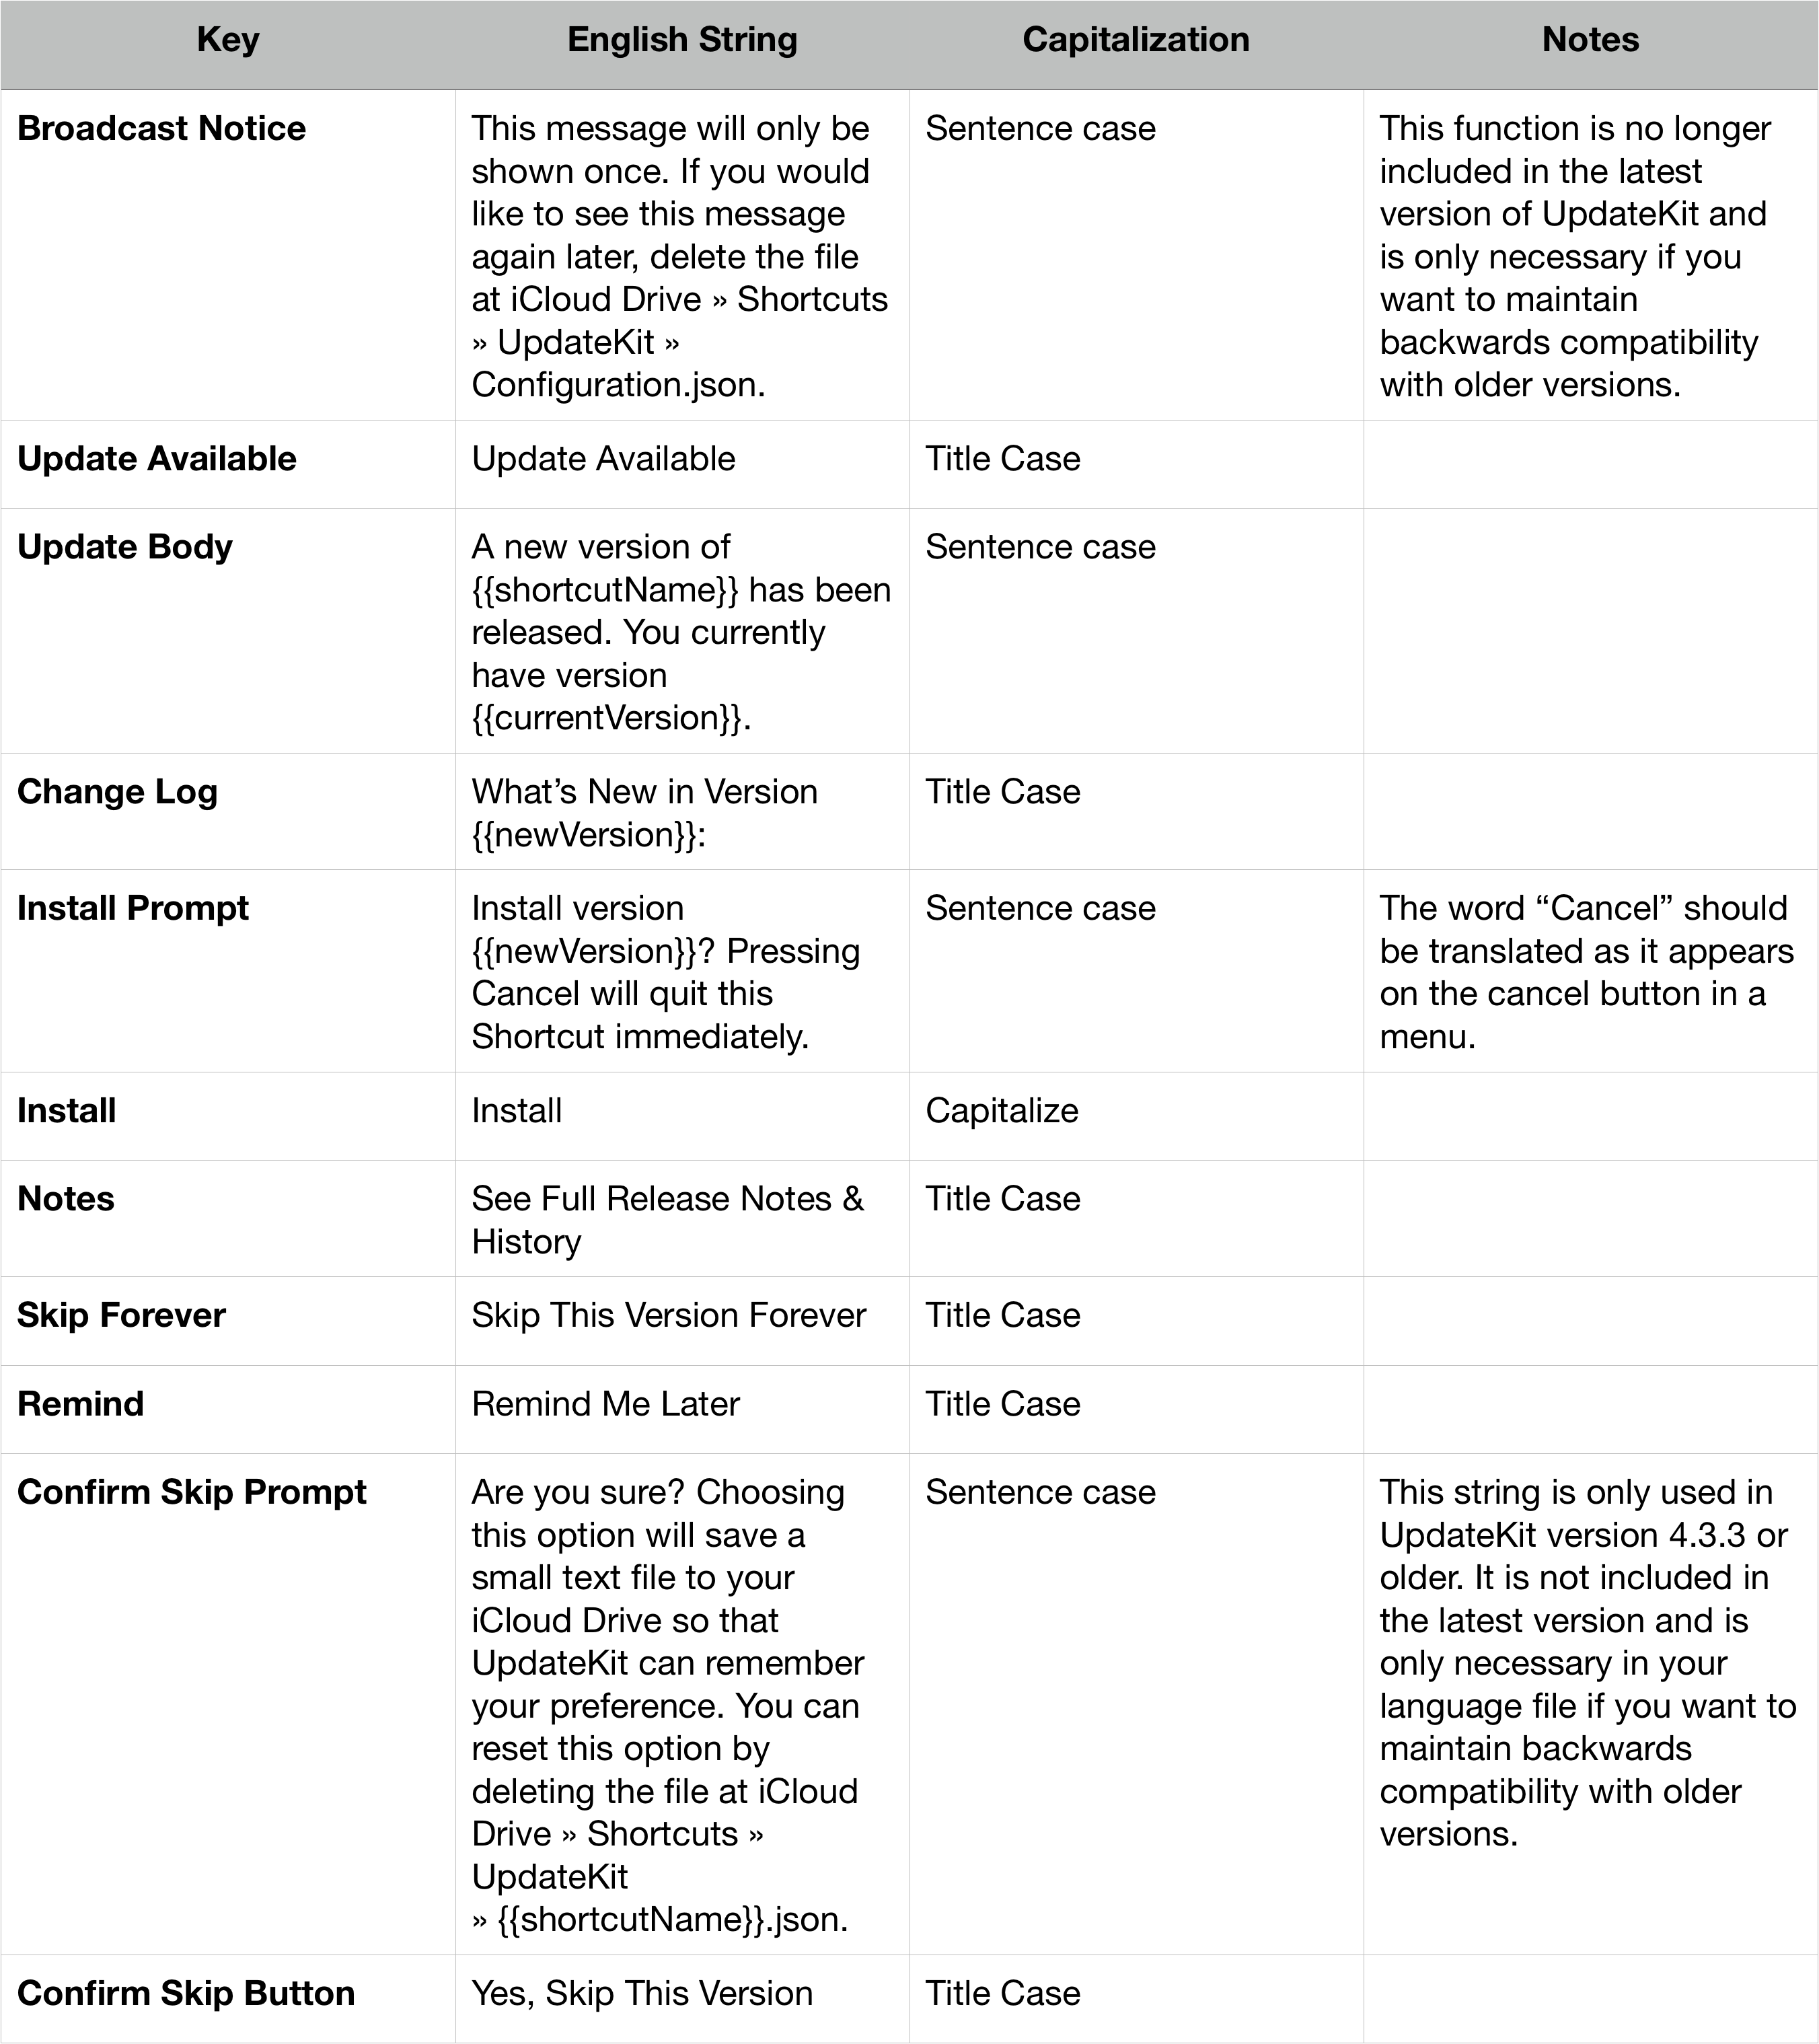 Key
English String
Capitalization
Notes
Broadcast Notice
This message will only be
shown once. If you would
like to see this message
again later, delete the file
at iCloud Drive » Shortcuts
» UpdateKit »
Configuration.json.
Sentence case
This function is no longer
included in the latest
version of UpdateKit and
is only necessary if you
want to maintain
backwards compatibility
with older versions.
Update Available
Update Available
Title Case
Update Body
A new version of
{{shortcutName}} has been
released. You currently
have version
{{currentVersion}}.
Sentence case
Change Log
What’s New in Version
{{newVersion}}:
Title Case
Install Prompt
Install version
{{newVersion}}? Pressing
Cancel will quit this
Shortcut immediately.
Sentence case
The word “Cancel” should
be translated as it appears
on the cancel button in a
menu.
Install
Install
Capitalize
Notes
See Full Release Notes &
History
Title Case
Skip Forever
Skip This Version Forever
Title Case
Remind
Remind Me Later
Title Case
Confirm Skip Prompt
Are you sure? Choosing
this option will save a
small text file to your
iCloud Drive so that
UpdateKit can remember
your preference. You can
reset this option by
deleting the file at iCloud
Drive » Shortcuts »
UpdateKit
» {{shortcutName}}.json.
Sentence case
This string is only used in
UpdateKit version 4.3.3 or
older. It is not included in
the latest version and is
only necessary in your
language file if you want to
maintain backwards
compatibility with older
versions.
Confirm Skip Button
Yes, Skip This Version
Title Case